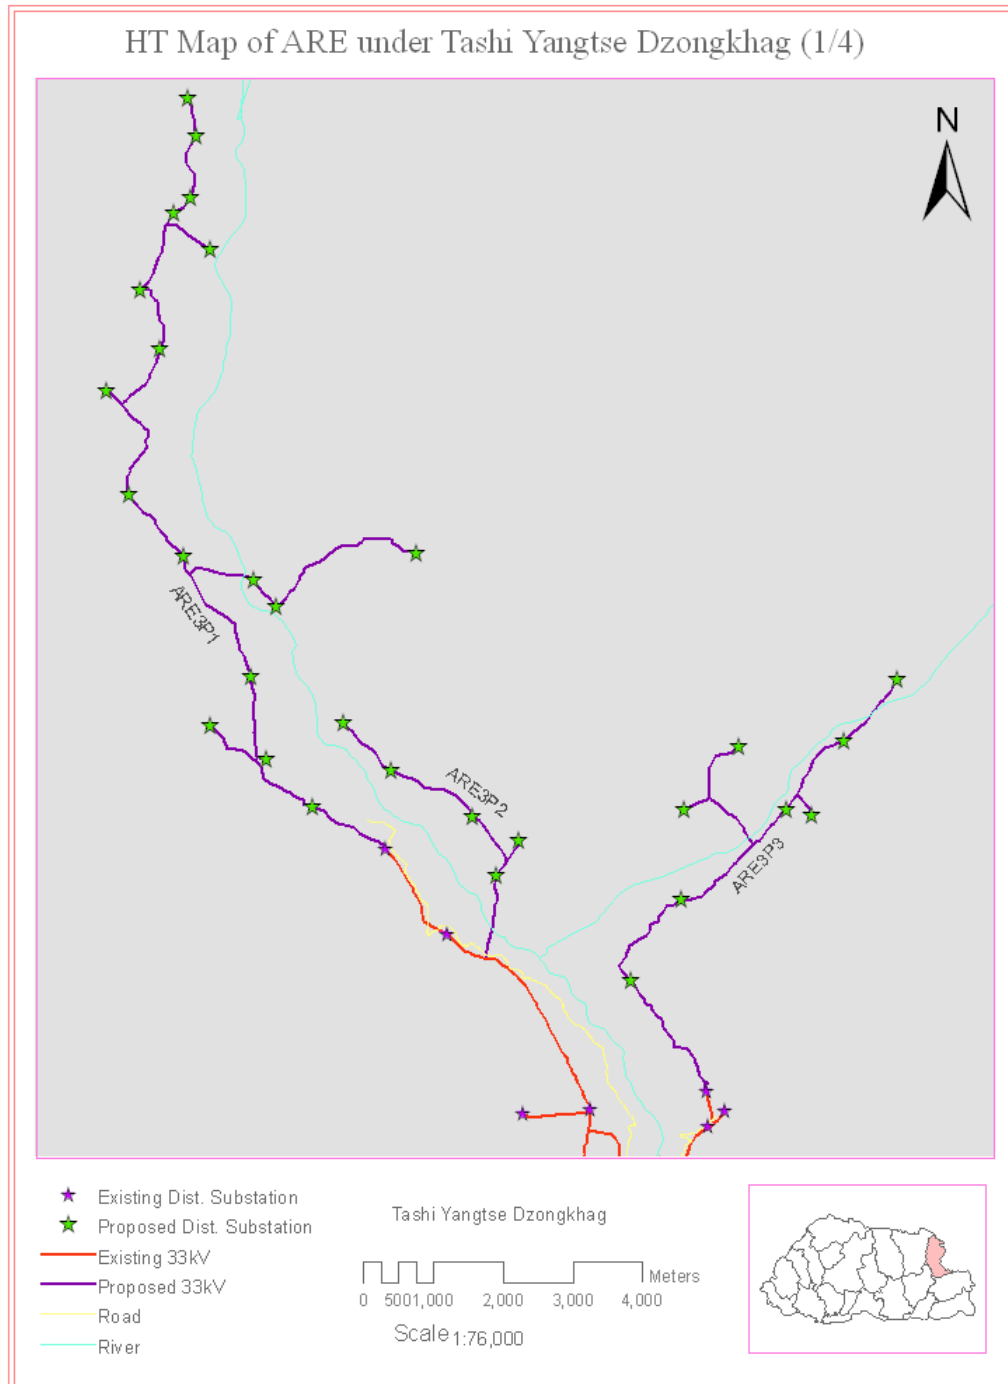 HT Map of ARE under Tashi Yangtse Dzongkhag (1/4)
N
ARE3P1
ARE3P2
ARE3P3
Existing Dist. Substation
Proposed Dist. Substation
Existing 33kV
Proposed 33kV
Road
River
Tashi Yangtse Dzongkhag
Meters
0 500 1,000 2,000 3,000 4,000
Scale 1:76,000